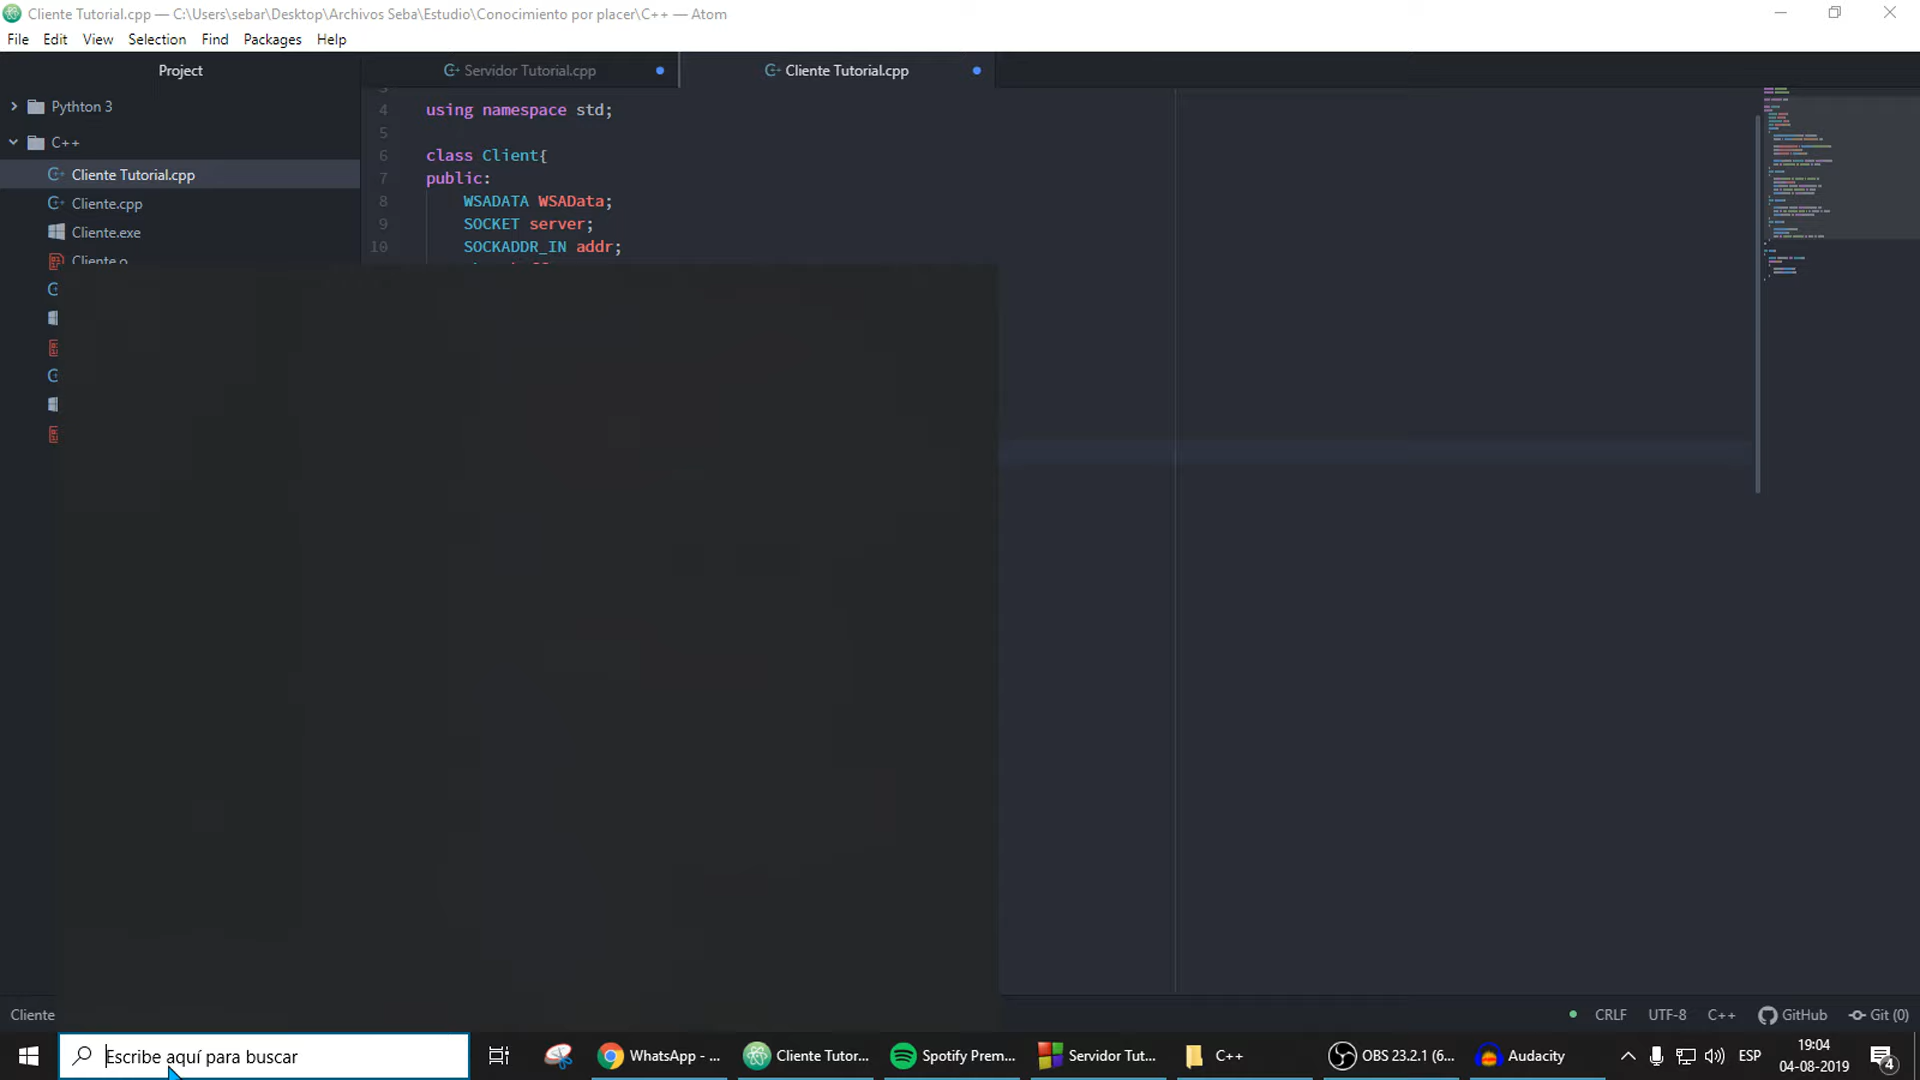 Cliente Tutorial.cpp — C:\Users\sebar\Desktop\Archivos Seba\Estudio\Conocimiento por placer\C++ — Atom
File Edit View Selection Find Packages Help
Project
Servidor Tutorial.cpp
Cliente Tutorial.cpp
Pythton 3
C++
Cliente Tutorial.cpp
Cliente.cpp
Cliente.exe
Cliente.o
4 using namespace std;
5
6 class Client{
7 public:
8 WSADATA WSAData;
9 SOCKET server;
10 SOCKADDR_IN addr;
Cliente
CRLF UTF-8 C++ GitHub Git (0)
Escribe aquí para buscar
WhatsApp - ...
Cliente Tutor...
Spotify Prem...
Servidor Tut...
C++
OBS 23.2.1 (6...
Audacity
ESP
19:04
04-08-2019
4